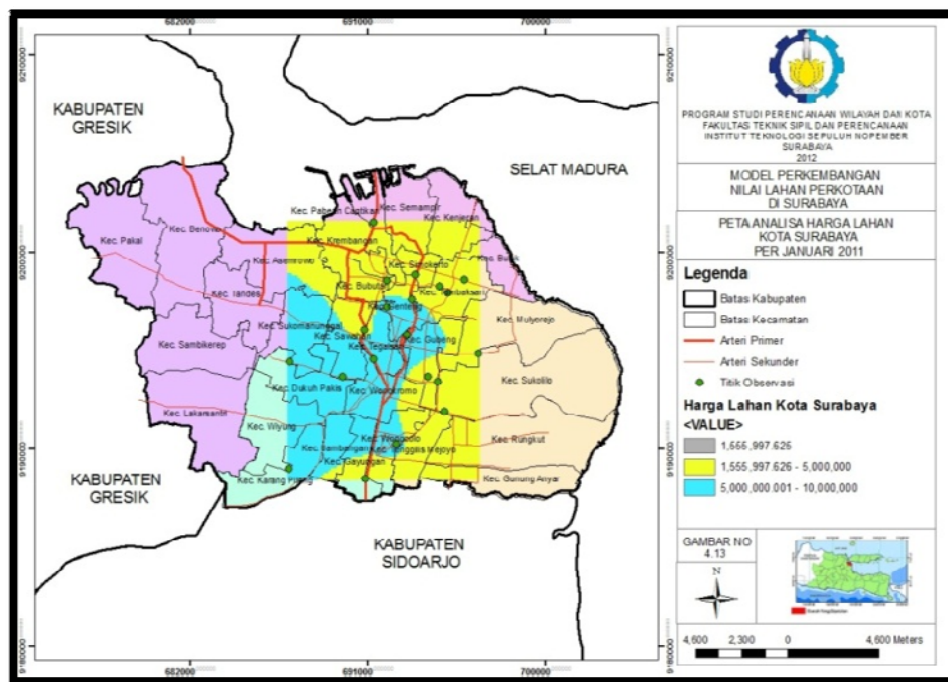 682000
691000
700000
9210000
9200000
9190000
9180000
KABUPATEN
GRESIK
SELAT MADURA
Kec. Pabean Cantikan
Kec. Semampir
Kec. Kenjeran
Kec. Benowo
Kec. Pakal
Kec. Krembangan
Kec. Asemrowo
Kec. Simokerto
Kec. Bulak
Kec. Tandes
Kec. Bubutan
Kec. Tambaksari
Kec. Genteng
Kec. Mulyorejo
Kec. Sukomanunggal
Kec. Sawahan
Kec. Gubeng
Kec. Tegalsari
Kec. Sambikerep
Kec. Dukuh Pakis
Kec. Wonokromo
Kec. Sukolilo
Kec. Lakarsantri
Kec. Wiyung
Kec. Wonocolo
Kec. Rungkut
Kec. Jambangan
Kec. Tenggilis Mejoyo
Kec. Gayungan
Kec. Karang Pilang
Kec. Gunung Anyar
KABUPATEN
GRESIK
KABUPATEN
SIDOARJO
682000
691000
700000
PROGRAM STUDI PERENCANAAN WILAYAH DAN KOTA
FAKULTAS TEKNIK SIPIL DAN PERENCANAAN
INSTITUT TEKNOLOGI SEPULUH NOPEMBER
SURABAYA
2012
MODEL PERKEMBANGAN
NILAI LAHAN PERKOTAAN
DI SURABAYA
PETA ANALISA HARGA LAHAN
KOTA SURABAYA
PER JANUARI 2011
Legenda
Batas Kabupaten
Batas Kecamatan
Arteri Primer
Arteri Sekunder
Titik Observasi
Harga Lahan Kota Surabaya
<VALUE>
1,555,997.626
1,555,997.626 - 5,000,000
5,000,000.001 - 10,000,000
GAMBAR NO
4.13
N
4,600 2,300 0 4,600 Meters